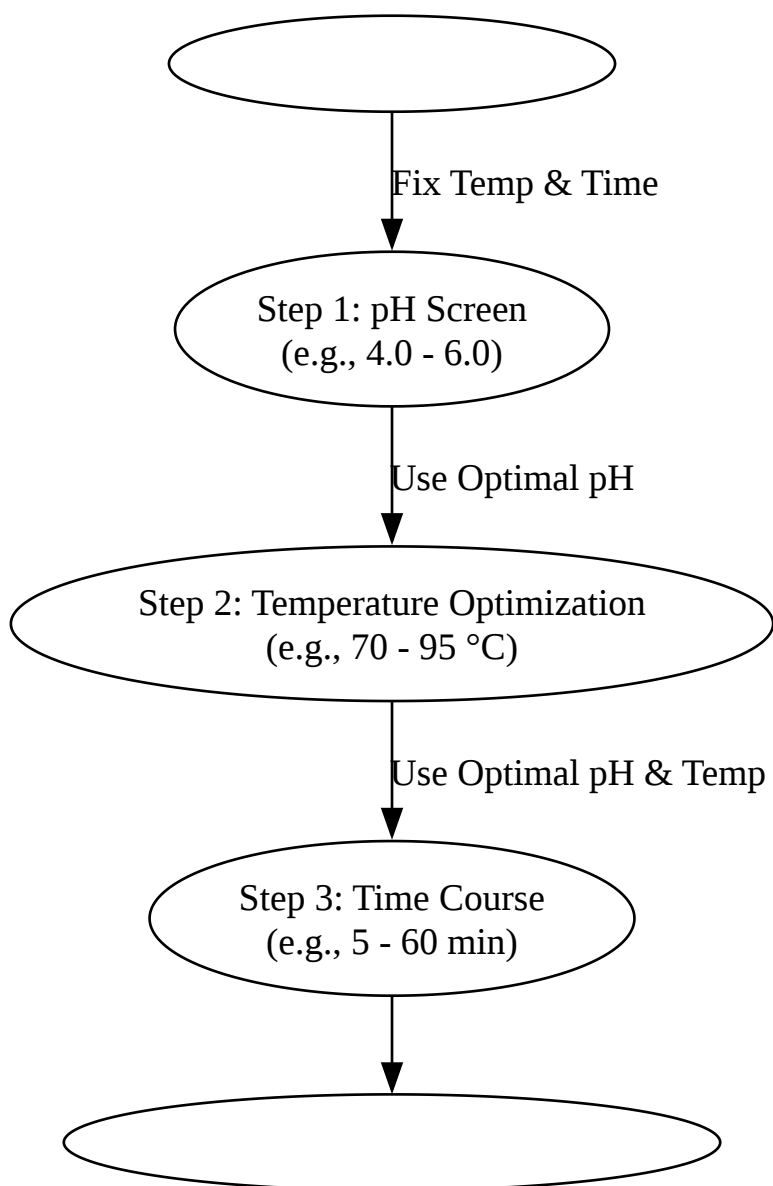 Fix Temp & Time
Step 1: pH Screen
(e.g., 4.0 - 6.0)
Use Optimal pH
Step 2: Temperature Optimization
(e.g., 70 - 95 °C)
Use Optimal pH & Temp
Step 3: Time Course
(e.g., 5 - 60 min)